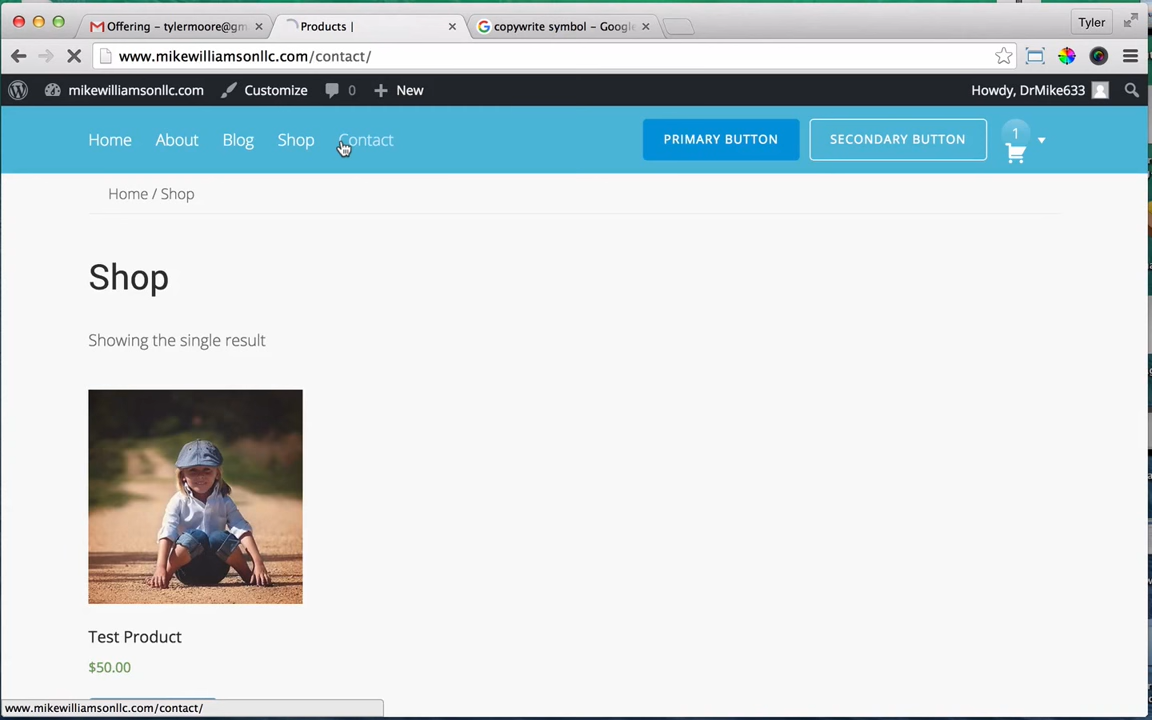 Offering – tylermoore@gm
Products |
copywrite symbol – Google
Tyler
www.mikewilliamsonllc.com/contact/
mikewilliamsonllc.com
Customize
0
New
Howdy, DrMike633
Home
About
Blog
Shop
Contact
PRIMARY BUTTON
SECONDARY BUTTON
1
Home / Shop
Shop
Showing the single result
Test Product
$50.00
www.mikewilliamsonllc.com/contact/